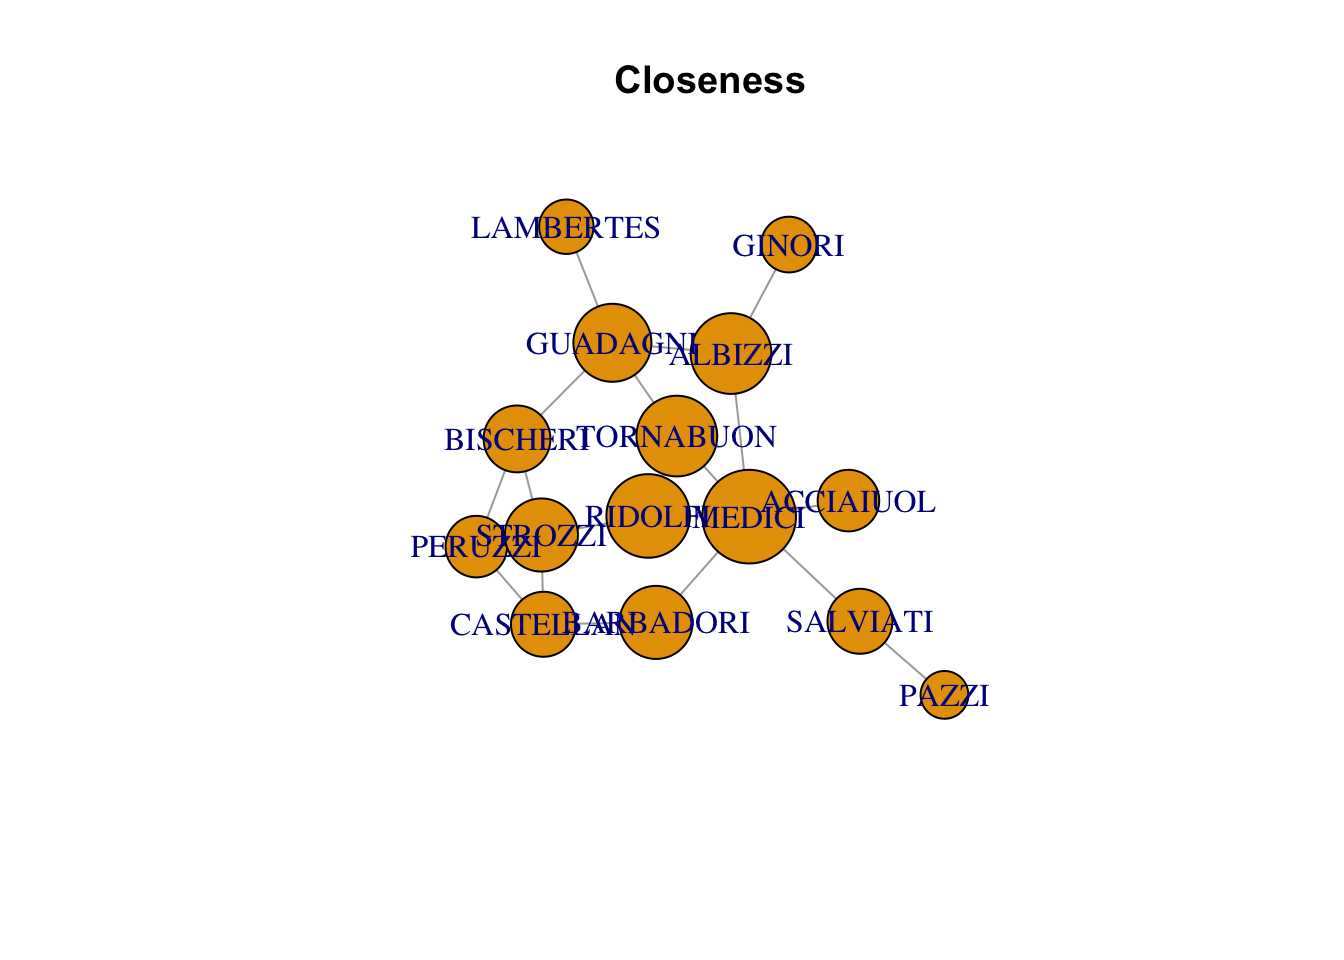 Closeness
LAMBERTES
GINORI
GUADAGNI
ALBIZZI
BISCHERI
TORNABUON
ACCIAIUOL
RIDOLFI
MEDICI
STROZZI
PERUZZI
CASTELLAN
BARBADORI
SALVIATI
PAZZI